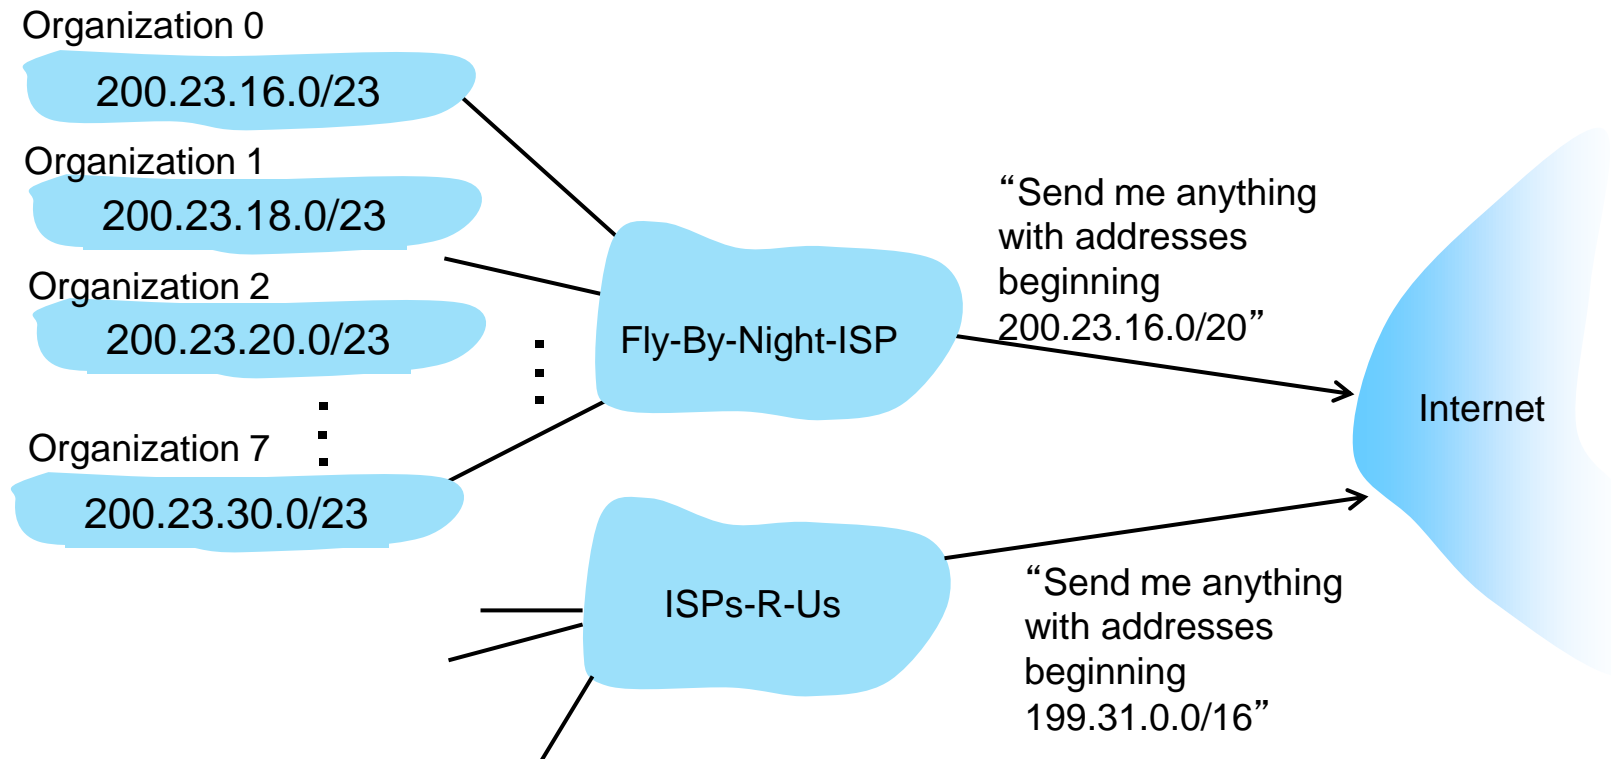 Organization 0
200.23.16.0/23
Organization 1
200.23.18.0/23
Organization 2
200.23.20.0/23
Organization 7
200.23.30.0/23
Fly-By-Night-ISP
“Send me anything
with addresses
beginning
200.23.16.0/20”
Internet
ISPs-R-Us
“Send me anything
with addresses
beginning
199.31.0.0/16”